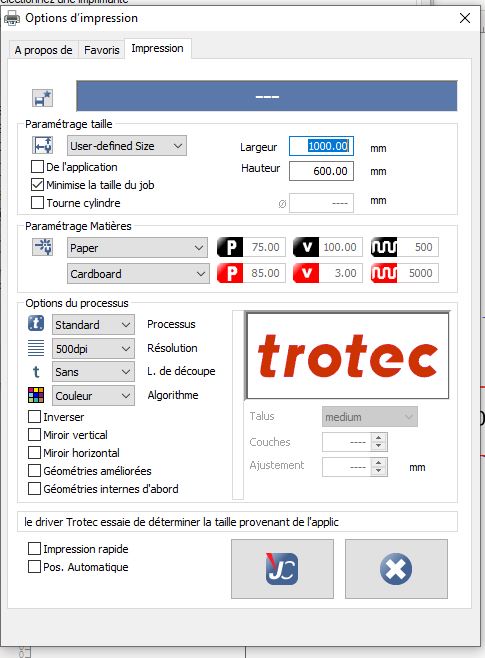 Options d'impression
A propos de Favoris Impression
---
Paramétrage taille
User-defined Size Largeur 1000.00 mm
De l'application Hauteur 600.00 mm
Minimise la taille du job
Tourne cylindre ø ---- mm
Paramétrage Matières
Paper P 75.00 v 100.00 500
Cardboard P 85.00 v 3.00 5000
Options du processus
t Standard Processus
500dpi Résolution
t Sans L. de découpe
Couleur Algorithme
trotec
Inverser
Miroir vertical
Miroir horizontal
Géométries améliorées
Géométries internes d'abord
Talus medium
Couches ----
Ajustement ---- mm
le driver Trotec essaie de déterminer la taille provenant de l'applic
Impression rapide
Pos. Automatique
JC